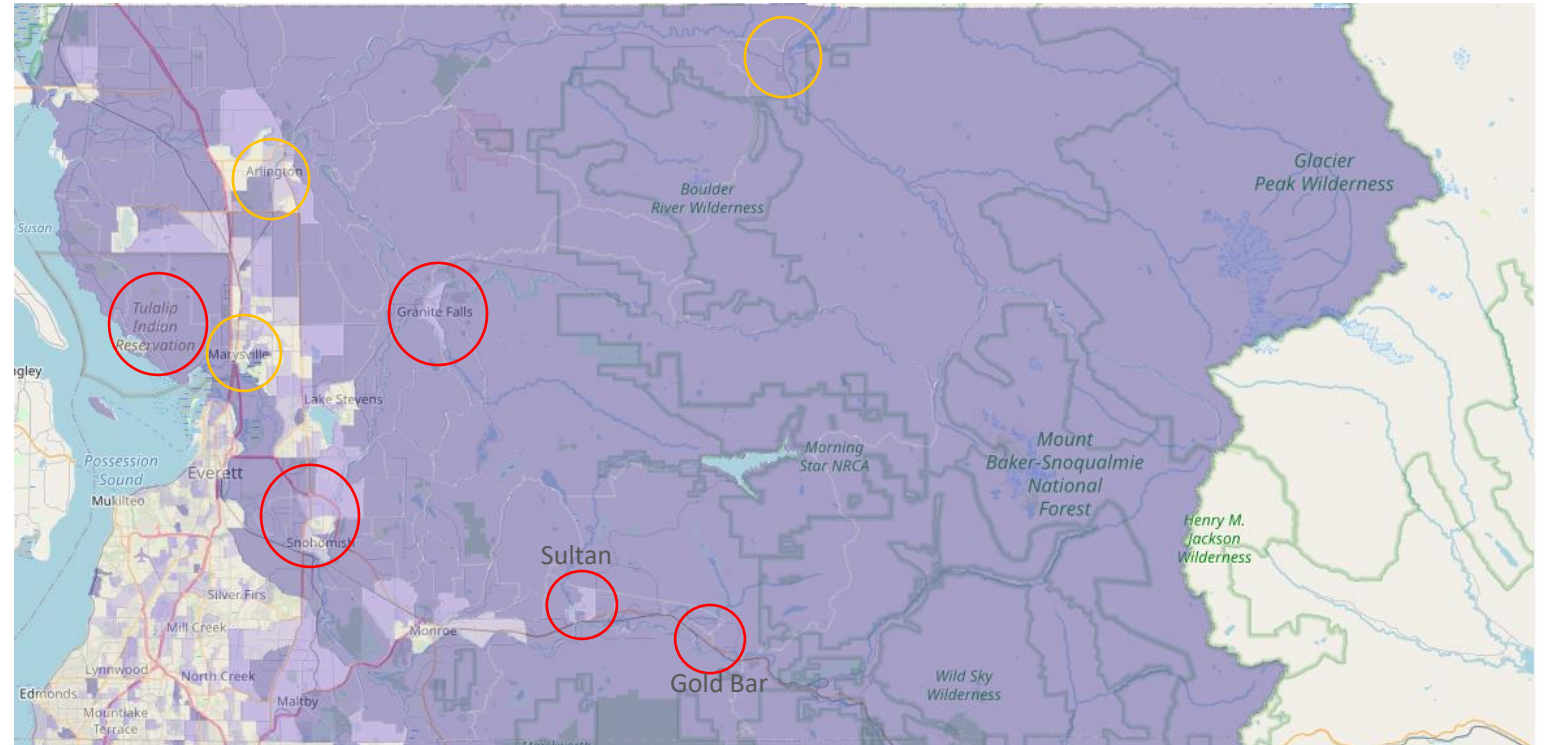 Glacier
Peak Wilderness
Arlington
Boulder
River Wilderness
Susan
Tulalip
Indian
Reservation
Granite Falls
Marysville
gley
Lake Stevens
Morning
Star NRCA
Mount
Baker-Snoqualmie
National
Forest
Possession
Sound
Everett
Mukilteo
Henry M.
Jackson
Wilderness
Snohomish
Sultan
Silver Firs
Mill Creek
Monroe
Lynnwood
North Creek
Gold Bar
Wild Sky
Wilderness
Edmonds
Maltby
Mountlake
Terrace